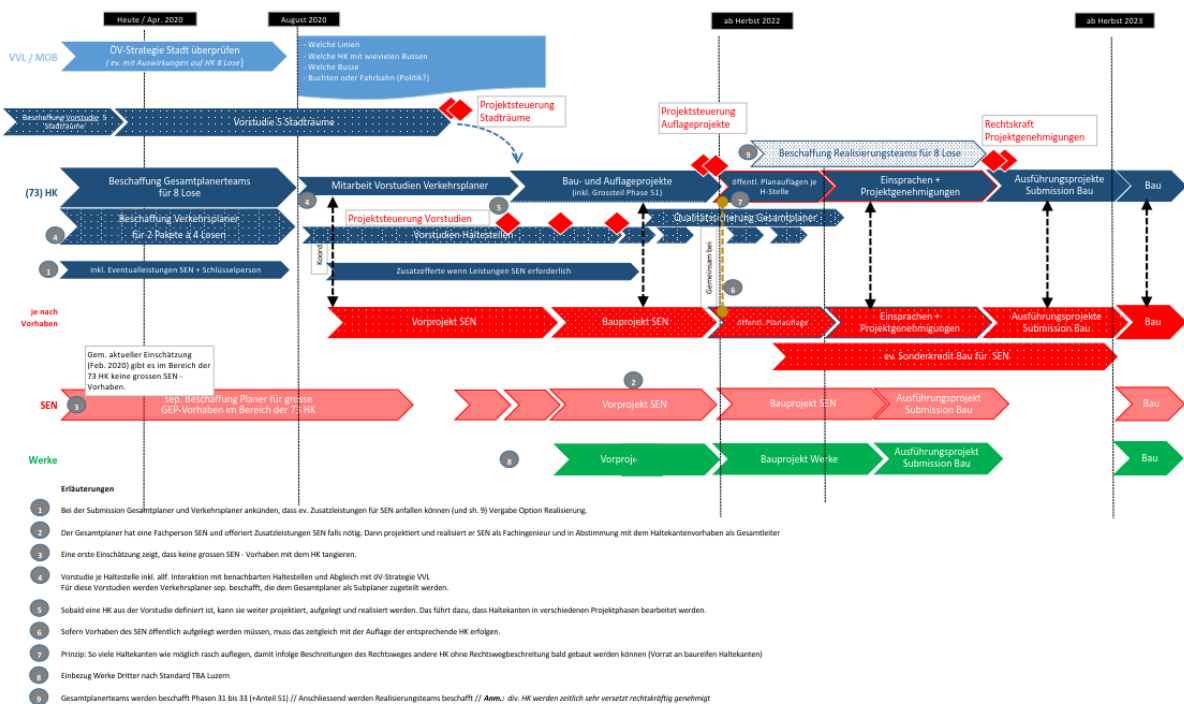 Heute / Apr. 2020
August 2020
ab Herbst 2022
ab Herbst 2023
VVL / MOB
ÖV-Strategie Stadt überprüfen
( ev. mit Auswirkungen auf HK 8 Lose)
- Welche Linien
- Welche HK mit wievielen Bussen
- Welche Busse
- Buchten oder Fahrbahn (Politik?)
Beschaffung Vorstudie 5
Stadträume
Vorstudie 5 Stadträume
Projektsteuerung
Stadträume
Projektsteuerung
Auflageprojekte
Rechtskraft
Projektgenehmigungen
9
Beschaffung Realisierungsteams für 8 Lose
(73) HK
Beschaffung Gesamtplanerteams
für 8 Lose
4
Mitarbeit Vorstudien Verkehrsplaner
5
Bau- und Auflageprojekte
(inkl. Grossteil Phase 51)
öffentl. Planauflagen je
H-Stelle
7
Einsprachen +
Projektgenehmigungen
Ausführungsprojekte
Submission Bau
Bau
4
Beschaffung Verkehrsplaner
für 2 Pakete à 4 Losen
Projektsteuerung Vorstudien
Qualitätssicherung Gesamtplaner
Vorstudien Haltestellen
1
inkl. Eventualleistungen SEN + Schlüsselperson
Koord.
Zusatzofferte wenn Leistungen SEN erforderlich
Gemeinsam bei
6
je nach
Vorhaben
Vorprojekt SEN
Bauprojekt SEN
öffentl. Planauflage
Einsprachen +
Projektgenehmigungen
Ausführungsprojekte
Submission Bau
Bau
ev. Sonderkredit Bau für SEN
Gem. aktueller Einschätzung
(Feb. 2020) gibt es im Bereich der
73 HK keine grossen SEN -
Vorhaben.
SEN
3
sep. Beschaffung Planer für grosse
GEP-Vorhaben im Bereich der 73 HK
2
Vorprojekt SEN
Bauprojekt SEN
Ausführungsprojekt
Submission Bau
Bau
Werke
8
Bauprojekt Werke
Ausführungsprojekt
Submission Bau
Bau
Erläuterungen
1 Bei der Submission Gesamtplaner und Verkehrsplaner ankünden, dass ev. Zusatzleistungen für SEN anfallen können (und sh. 9) Vergabe Option Realisierung.
2 Der Gesamtplaner hat eine Fachperson SEN und offeriert Zusatzleistungen SEN falls nötig. Dann projektiert und realisiert er SEN als Fachingenieur und in Abstimmung mit dem Haltekantenvorhaben als Gesamtleiter
3 Eine erste Einschätzung zeigt, dass keine grossen SEN - Vorhaben mit dem HK tangieren.
4 Vorstudie je Haltestelle inkl. allf. Interaktion mit benachbarten Haltestellen und Abgleich mit öV-Strategie VVL
Für diese Vorstudien werden Verkehrsplaner sep. beschafft, die dem Gesamtplaner als Subplaner zugeteilt werden.
5 Sobald eine HK aus der Vorstudie definiert ist, kann sie weiter projektiert, aufgelegt und realisiert werden. Das führt dazu, dass Haltekanten in verschiedenen Projektphasen bearbeitet werden.
6 Sofern Vorhaben des SEN öffentlich aufgelegt werden müssen, muss das zeitgleich mit der Auflage der entsprechende HK erfolgen.
7 Prinzip: So viele Haltekanten wie möglich rasch auflegen, damit infolge Beschreitungen des Rechtsweges andere HK ohne Rechtswegbeschreitung bald gebaut werden können (Vorrat an baureifen Haltekanten)
8 Einbezug Werke Dritter nach Standard TBA Luzern
9 Gesamtplanerteams werden beschafft Phasen 31 bis 33 (+Anteil 51) // Anschliessend werden Realisierungsteams beschafft // Anm.: div. HK werden zeitlich sehr versetzt rechtskräftig genehmigt